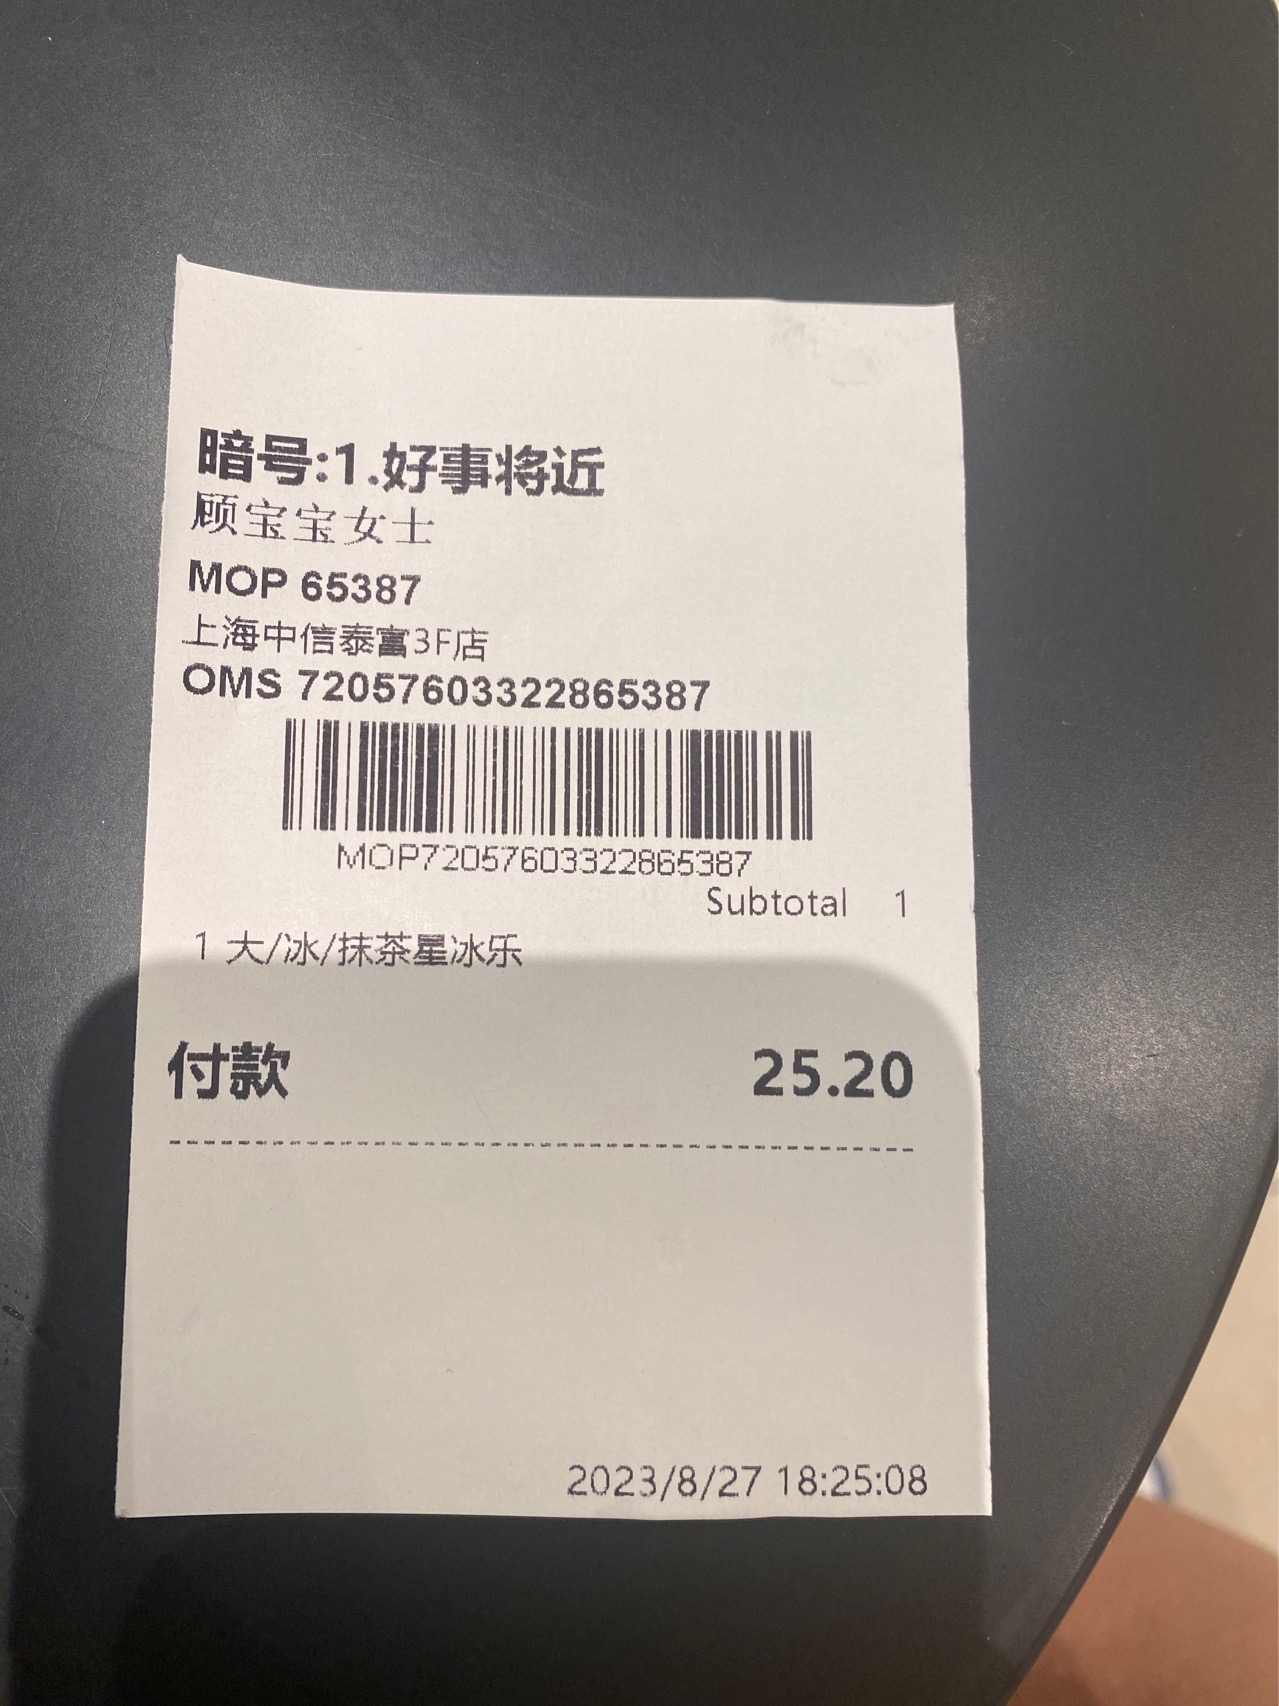 暗号:1.好事将近
顾宝宝女士
MOP 65387
上海中信泰富3F店
OMS 72057603322865387
MOP72057603322865387
Subtotal 1
1 大/冰/抹茶星冰乐
付款 25.20
2023/8/27 18:25:08